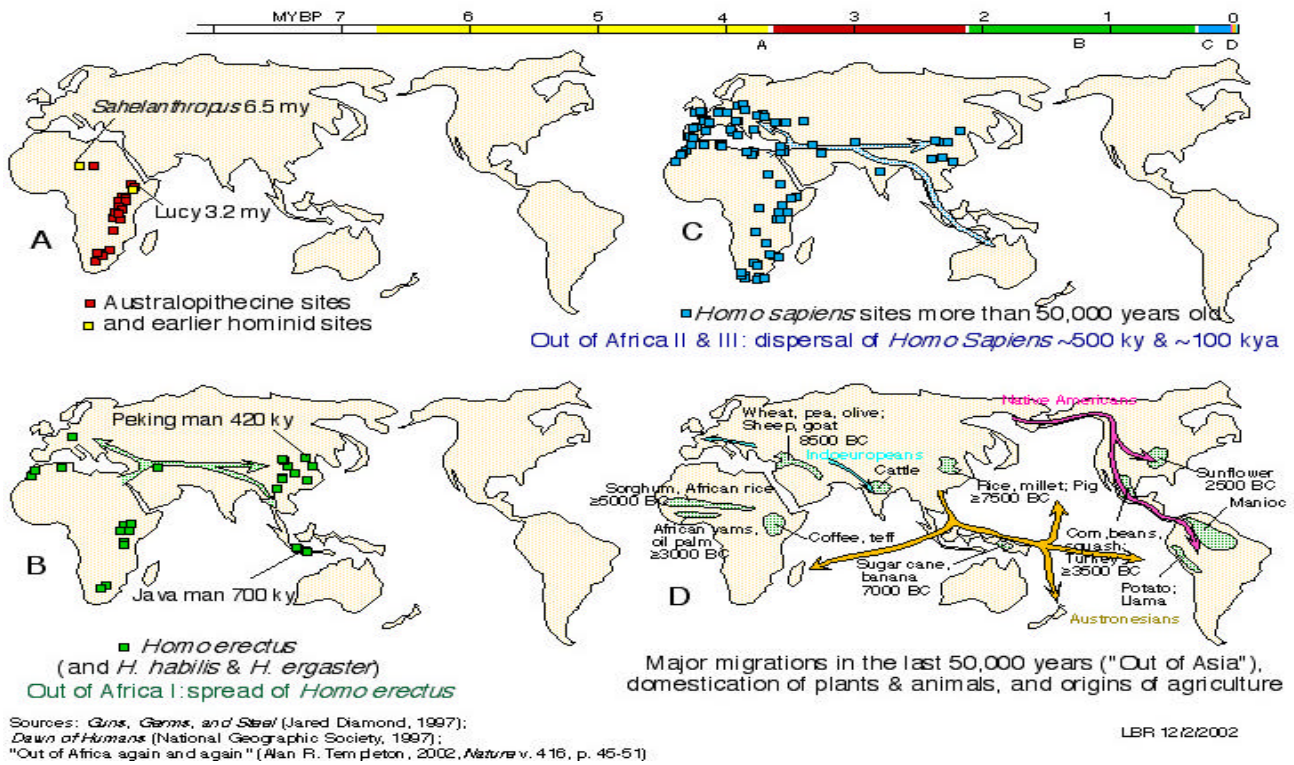 MYBP 7 6 5 4 3 2 1 0
A B C D
Sahelanthropus 6.5 my
Lucy 3.2 my
A
Australopithecine sites
and earlier hominid sites
C
Homo sapiens sites more than 50,000 years old
Out of Africa II & III: dispersal of Homo Sapiens ~500 ky & ~100 kya
Peking man 420 ky
B
Java man 700 ky
Homo erectus
(and H. habilis & H. ergaster)
Out of Africa I: spread of Homo erectus
Native Americans
Wheat, pea, olive;
Sheep, goat
8500 BC
Indoeuropeans
Cattle
Sorghum, African rice
≥5000 BC
African yams,
oil palm
≥3000 BC
Coffee, teff
Rice, millet; Pig
≥7500 BC
Sugar cane,
banana
7000 BC
Sunflower
2500 BC
Manioc
Corn, beans,
squash;
Turkey
≥3500 BC
Potato;
Llama
D
Austronesians
Major migrations in the last 50,000 years ("Out of Asia"),
domestication of plants & animals, and origins of agriculture
Sources: Guns, Germs, and Steel (Jared Diamond, 1997);
Dawn of Humans (National Geographic Society, 1997);
"Out of Africa again and again" (Alan R. Templeton, 2002, Nature v. 416, p. 45-51)
LBR 12/2/2002